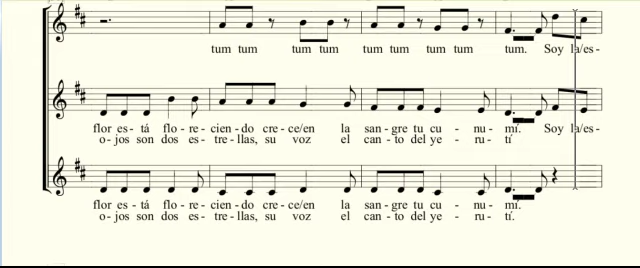 tum tum tum tum tum tum tum tum tum. Soy la/es-
flor es- tá flo- re- cien- do cre- ce/en la san- gre tu cu- nu- mí. Soy la/es-
o- jos son dos es- tre- llas, su voz el can- to del ye- ru- tí
flor es- tá flo- re- cien- do cre- ce/en la san- gre tu cu- nu- mí.
o- jos son dos es- tre- llas, su voz el can- to del ye- ru- tí.